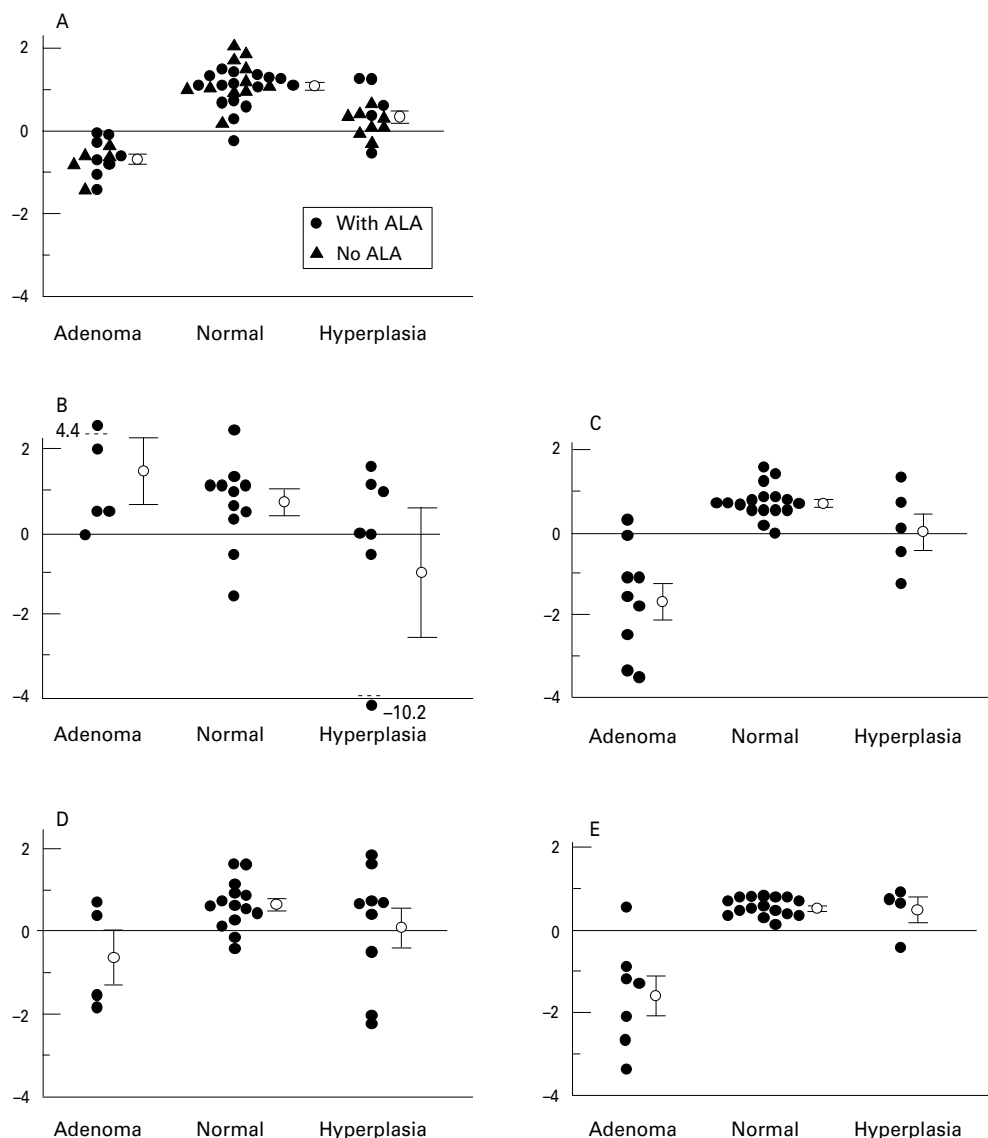 A
2
0
–2
–4
With ALA
No ALA
Adenoma Normal Hyperplasia
B
4.4
2
0
–2
–4
–10.2
Adenoma Normal Hyperplasia
C
2
0
–2
–4
Adenoma Normal Hyperplasia
D
2
0
–2
–4
Adenoma Normal Hyperplasia
E
2
0
–2
–4
Adenoma Normal Hyperplasia